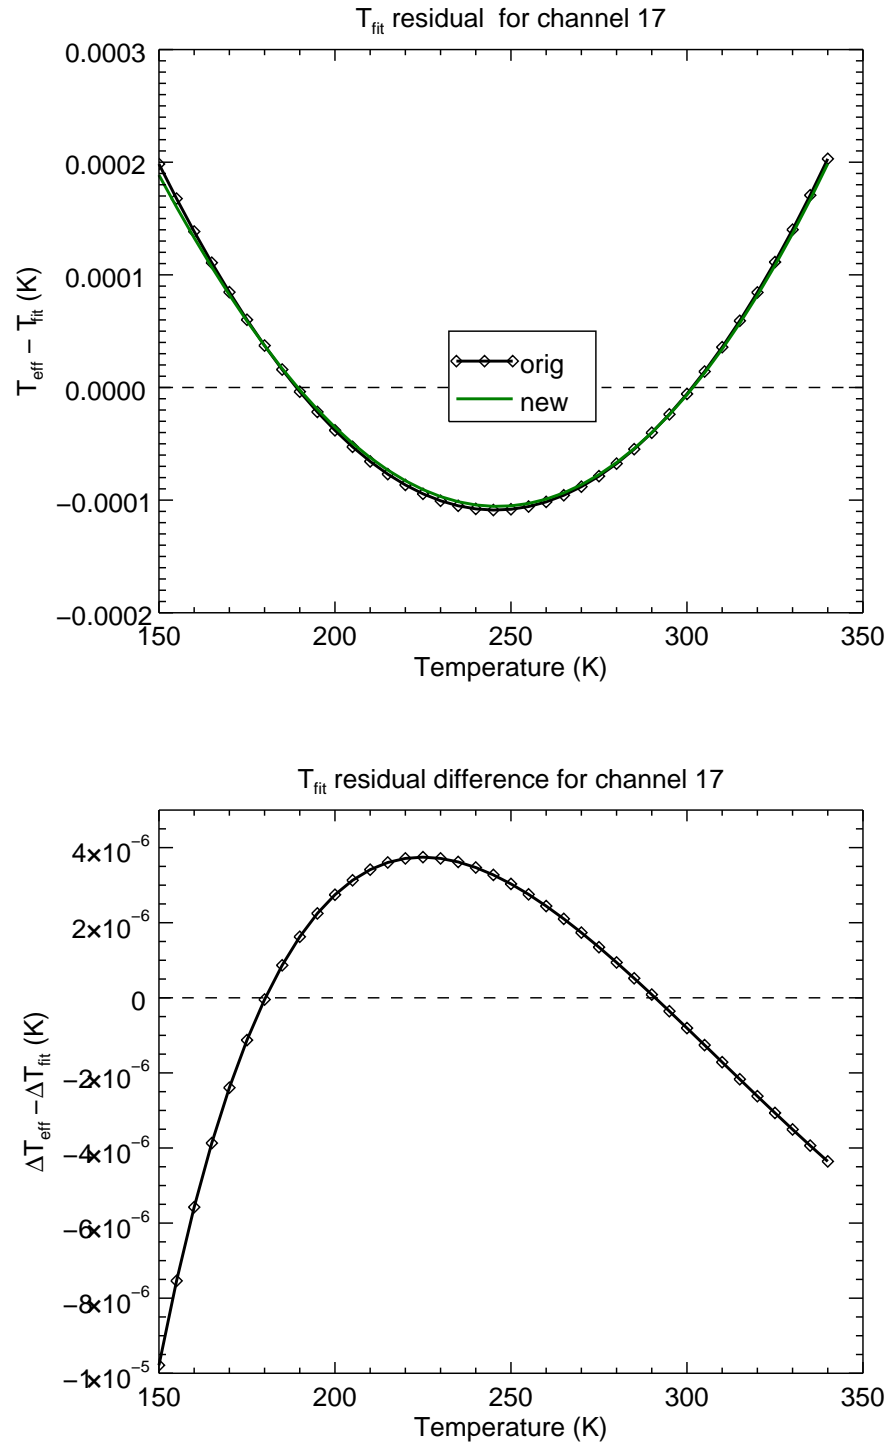 T_fit residual  for channel 17
0.0003
0.0002
0.0001
0.0000
−0.0001
−0.0002
T_eff − T_fit (K)
orig
new
150 200 250 300 350
Temperature (K)
T_fit residual difference for channel 17
4×10^−6
2×10^−6
0
−2×10^−6
−4×10^−6
−6×10^−6
−8×10^−6
−1×10^−5
ΔT_eff − ΔT_fit (K)
150 200 250 300 350
Temperature (K)